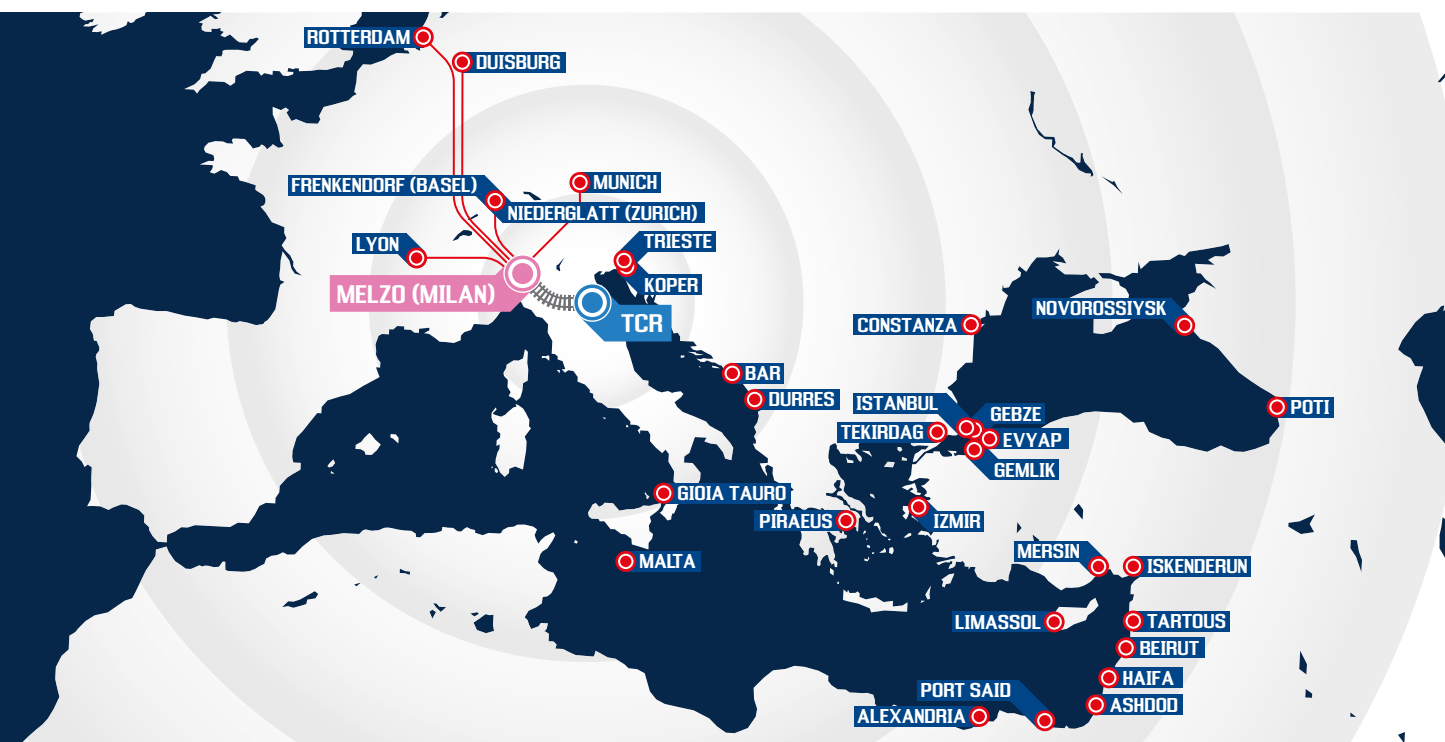 ROTTERDAM
DUISBURG
FRENKENDORF (BASEL)
MUNICH
NIEDERGLATT (ZURICH)
LYON
TRIESTE
KOPER
MELZO (MILAN)
TCR
NOVOROSSIYSK
CONSTANZA
BAR
DURRES
ISTANBUL
GEBZE
POTI
TEKIRDAG
EVYAP
GEMLIK
GIOIA TAURO
PIRAEUS
IZMIR
MALTA
MERSIN
ISKENDERUN
LIMASSOL
TARTOUS
BEIRUT
HAIFA
PORT SAID
ASHDOD
ALEXANDRIA